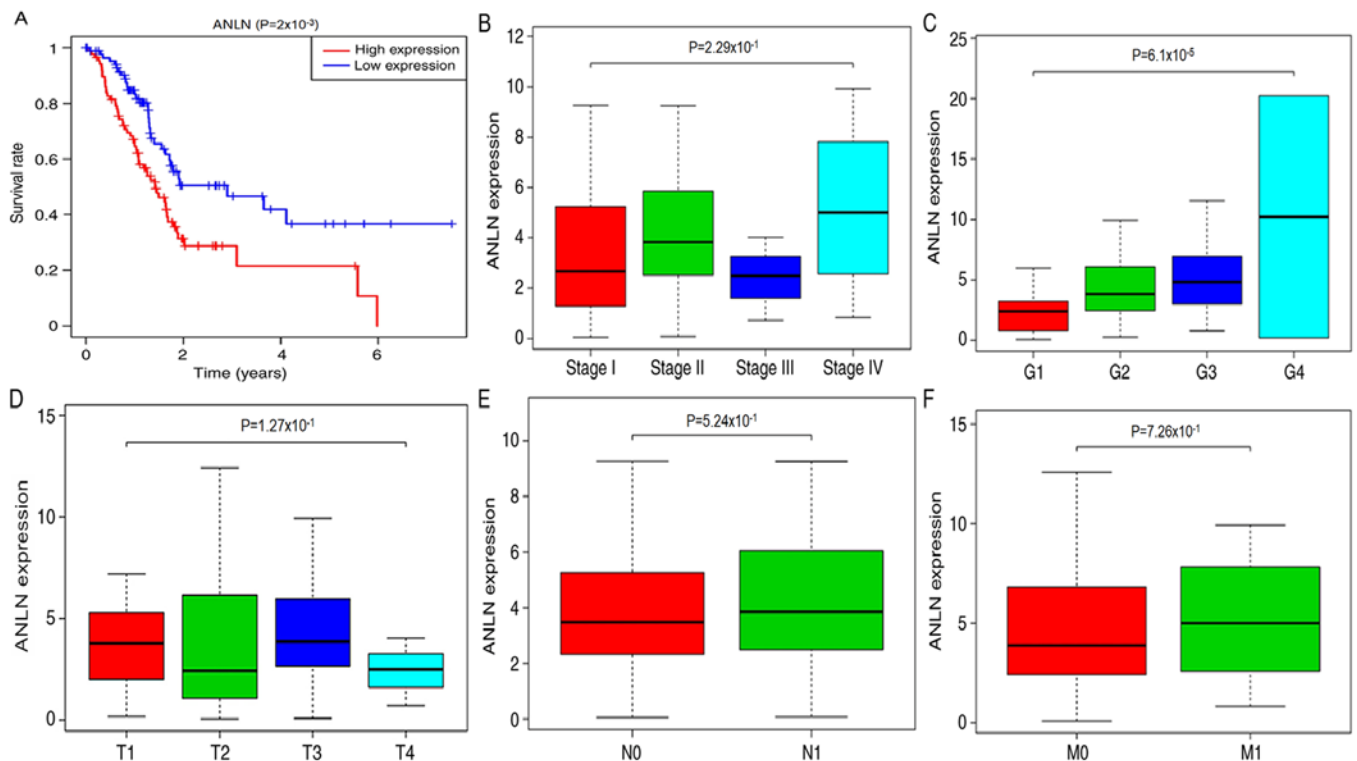 A
ANLN (P=2x10⁻³)
High expression
Low expression
1
0.8
0.6
0.4
0.2
0
Survival rate
0 2 4 6
Time (years)
B
P=2.29x10⁻¹
12
10
8
6
4
2
0
ANLN expression
Stage I Stage II Stage III Stage IV
C
P=6.1x10⁻⁵
25
20
15
10
5
0
ANLN expression
G1 G2 G3 G4
D
P=1.27x10⁻¹
15
10
5
0
ANLN expression
T1 T2 T3 T4
E
P=5.24x10⁻¹
10
8
6
4
2
0
ANLN expression
N0 N1
F
P=7.26x10⁻¹
15
10
5
0
ANLN expression
M0 M1